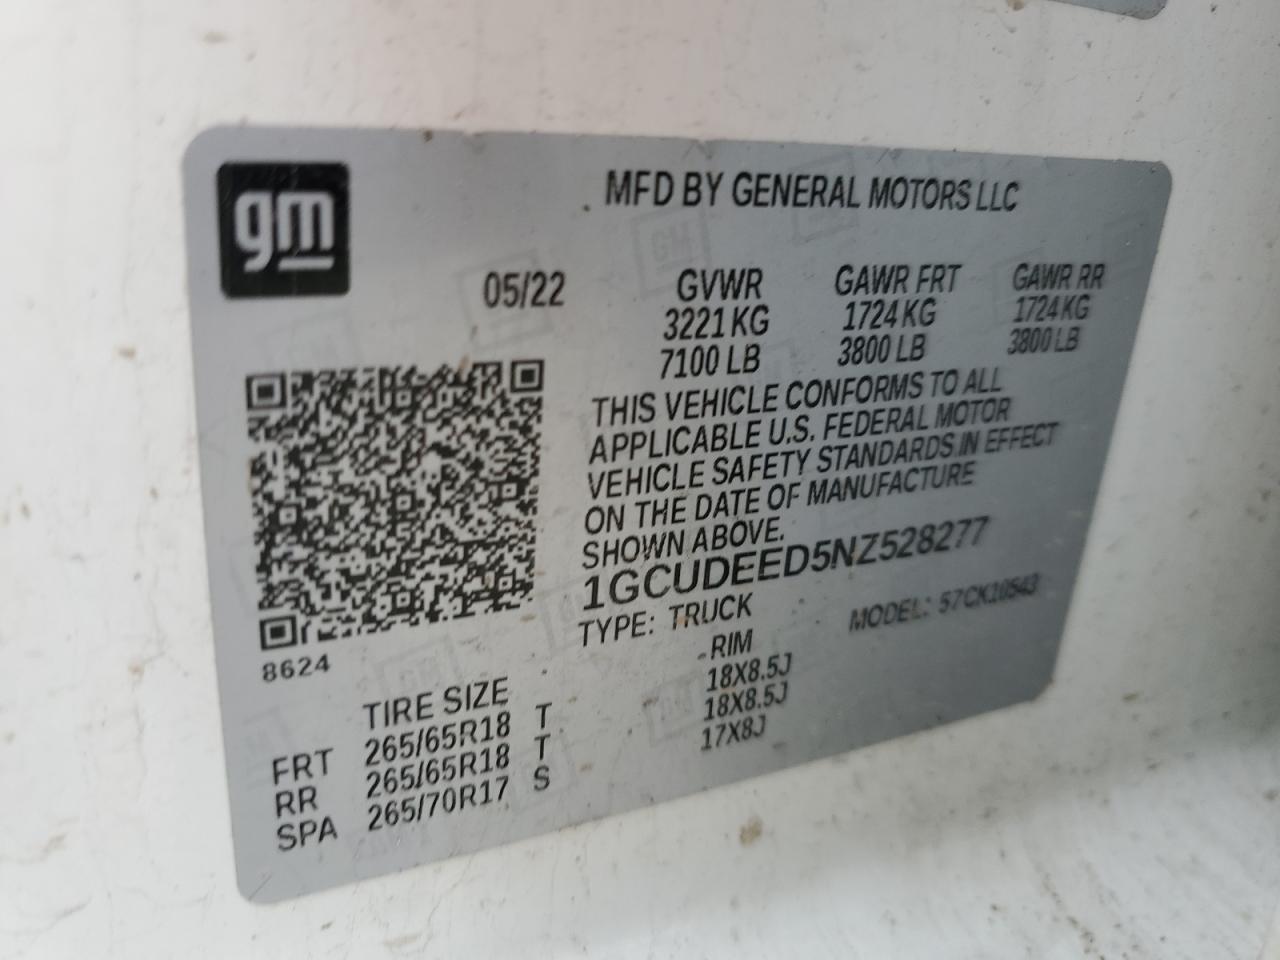 gm
MFD BY GENERAL MOTORS LLC
05/22
GVWR GAWR FRT GAWR RR
3221 KG 1724 KG 1724 KG
7100 LB 3800 LB 3800 LB
THIS VEHICLE CONFORMS TO ALL
APPLICABLE U.S. FEDERAL MOTOR
VEHICLE SAFETY STANDARDS IN EFFECT
ON THE DATE OF MANUFACTURE
SHOWN ABOVE.
1GCUDEED5NZ528277
TYPE: TRUCK MODEL: 57CK10543
8624
TIRE SIZE RIM
FRT 265/65R18 T 18X8.5J
RR 265/65R18 T 18X8.5J
SPA 265/70R17 S 17X8J